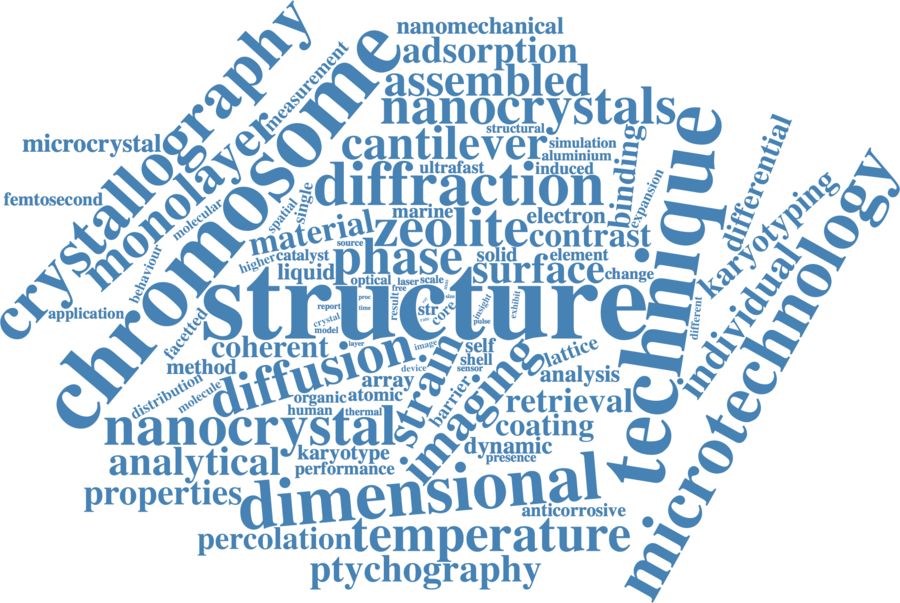 nanomechanical
adsorption
assembled
nanocrystals
crystallography
chromosome
measurement
monolayer
microcrystal
structural
cantilever
simulation
aluminium
ultrafast
induced
binding
technique
differential
femtosecond
molecular
spatial
single
diffraction
expansion
karyotyping
microtechnology
marine
electron
material
zeolite
contrast
behaviour
source
higher
catalyst
phase
solid
element
liquid
optical
laser
scale
surface
change
individual
application
structure
report
proc
time
free
result
str
core
size
insight
pulse
exhibit
different
facetted
crystal
model
rate
coherent
diffusion
layer
image
strain
self
shell
sensor
imaging
lattice
method
device
array
barrier
analysis
distribution
molecule
organic
atomic
retrieval
human
thermal
nanocrystal
coating
karyotype
dynamic
analytical
performance
presence
properties
dimensional
anticorrosive
percolation
temperature
ptychography